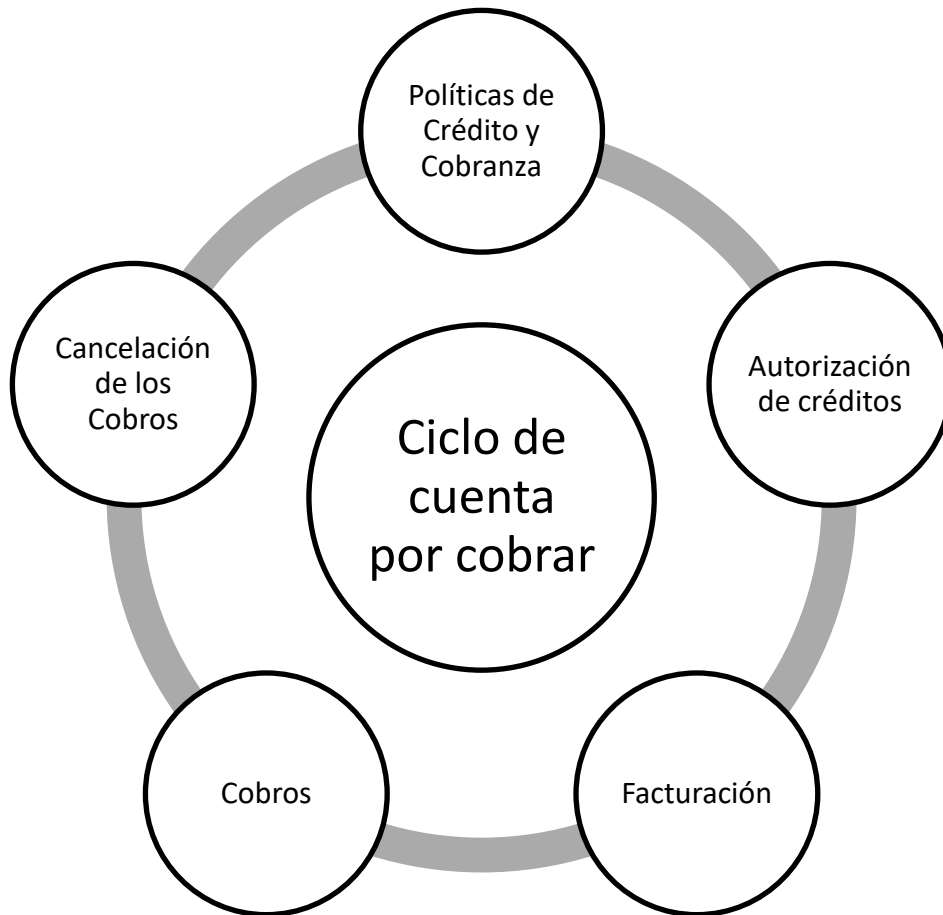 Políticas de
Crédito y
Cobranza
Autorización
de créditos
Facturación
Cobros
Cancelación
de los
Cobros
Ciclo de
cuenta
por cobrar